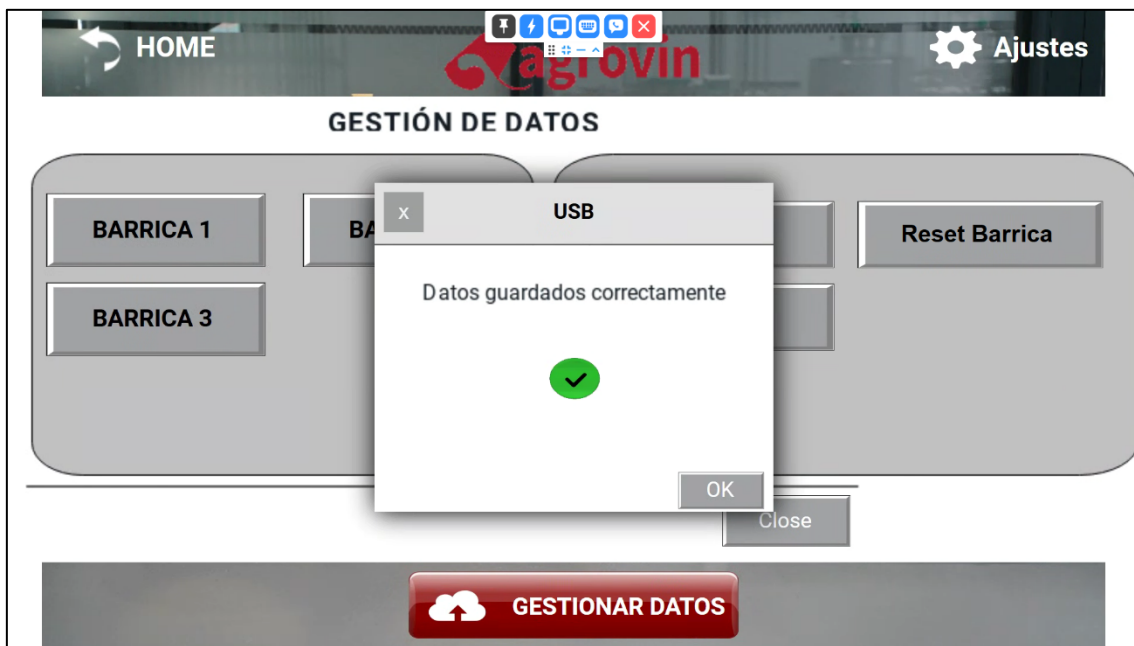 HOME
agrovin
Ajustes
GESTIÓN DE DATOS
BARRICA 1
BA
x
USB
Reset Barrica
Datos guardados correctamente
BARRICA 3
OK
Close
GESTIONAR DATOS